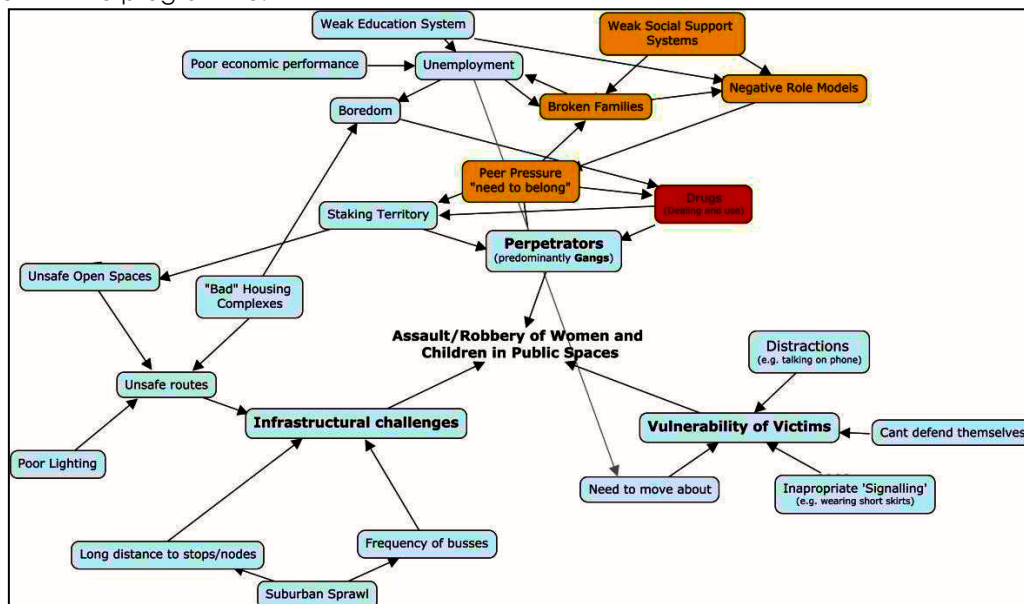 Weak Education System
Weak Social Support
Systems
Poor economic performance
Unemployment
Negative Role Models
Broken Families
Boredom
Peer Pressure
"need to belong"
Drugs
(Dealing and use)
Staking Territory
Perpetrators
(predominantly Gangs)
Unsafe Open Spaces
"Bad" Housing
Complexes
Assault/Robbery of Women and
Children in Public Spaces
Distractions
(e.g. talking on phone)
Unsafe routes
Infrastructural challenges
Vulnerability of Victims
Cant defend themselves
Poor Lighting
Need to move about
Inapropriate 'Signalling'
(e.g. wearing short skirts)
Long distance to stops/nodes
Frequency of busses
Suburban Sprawl